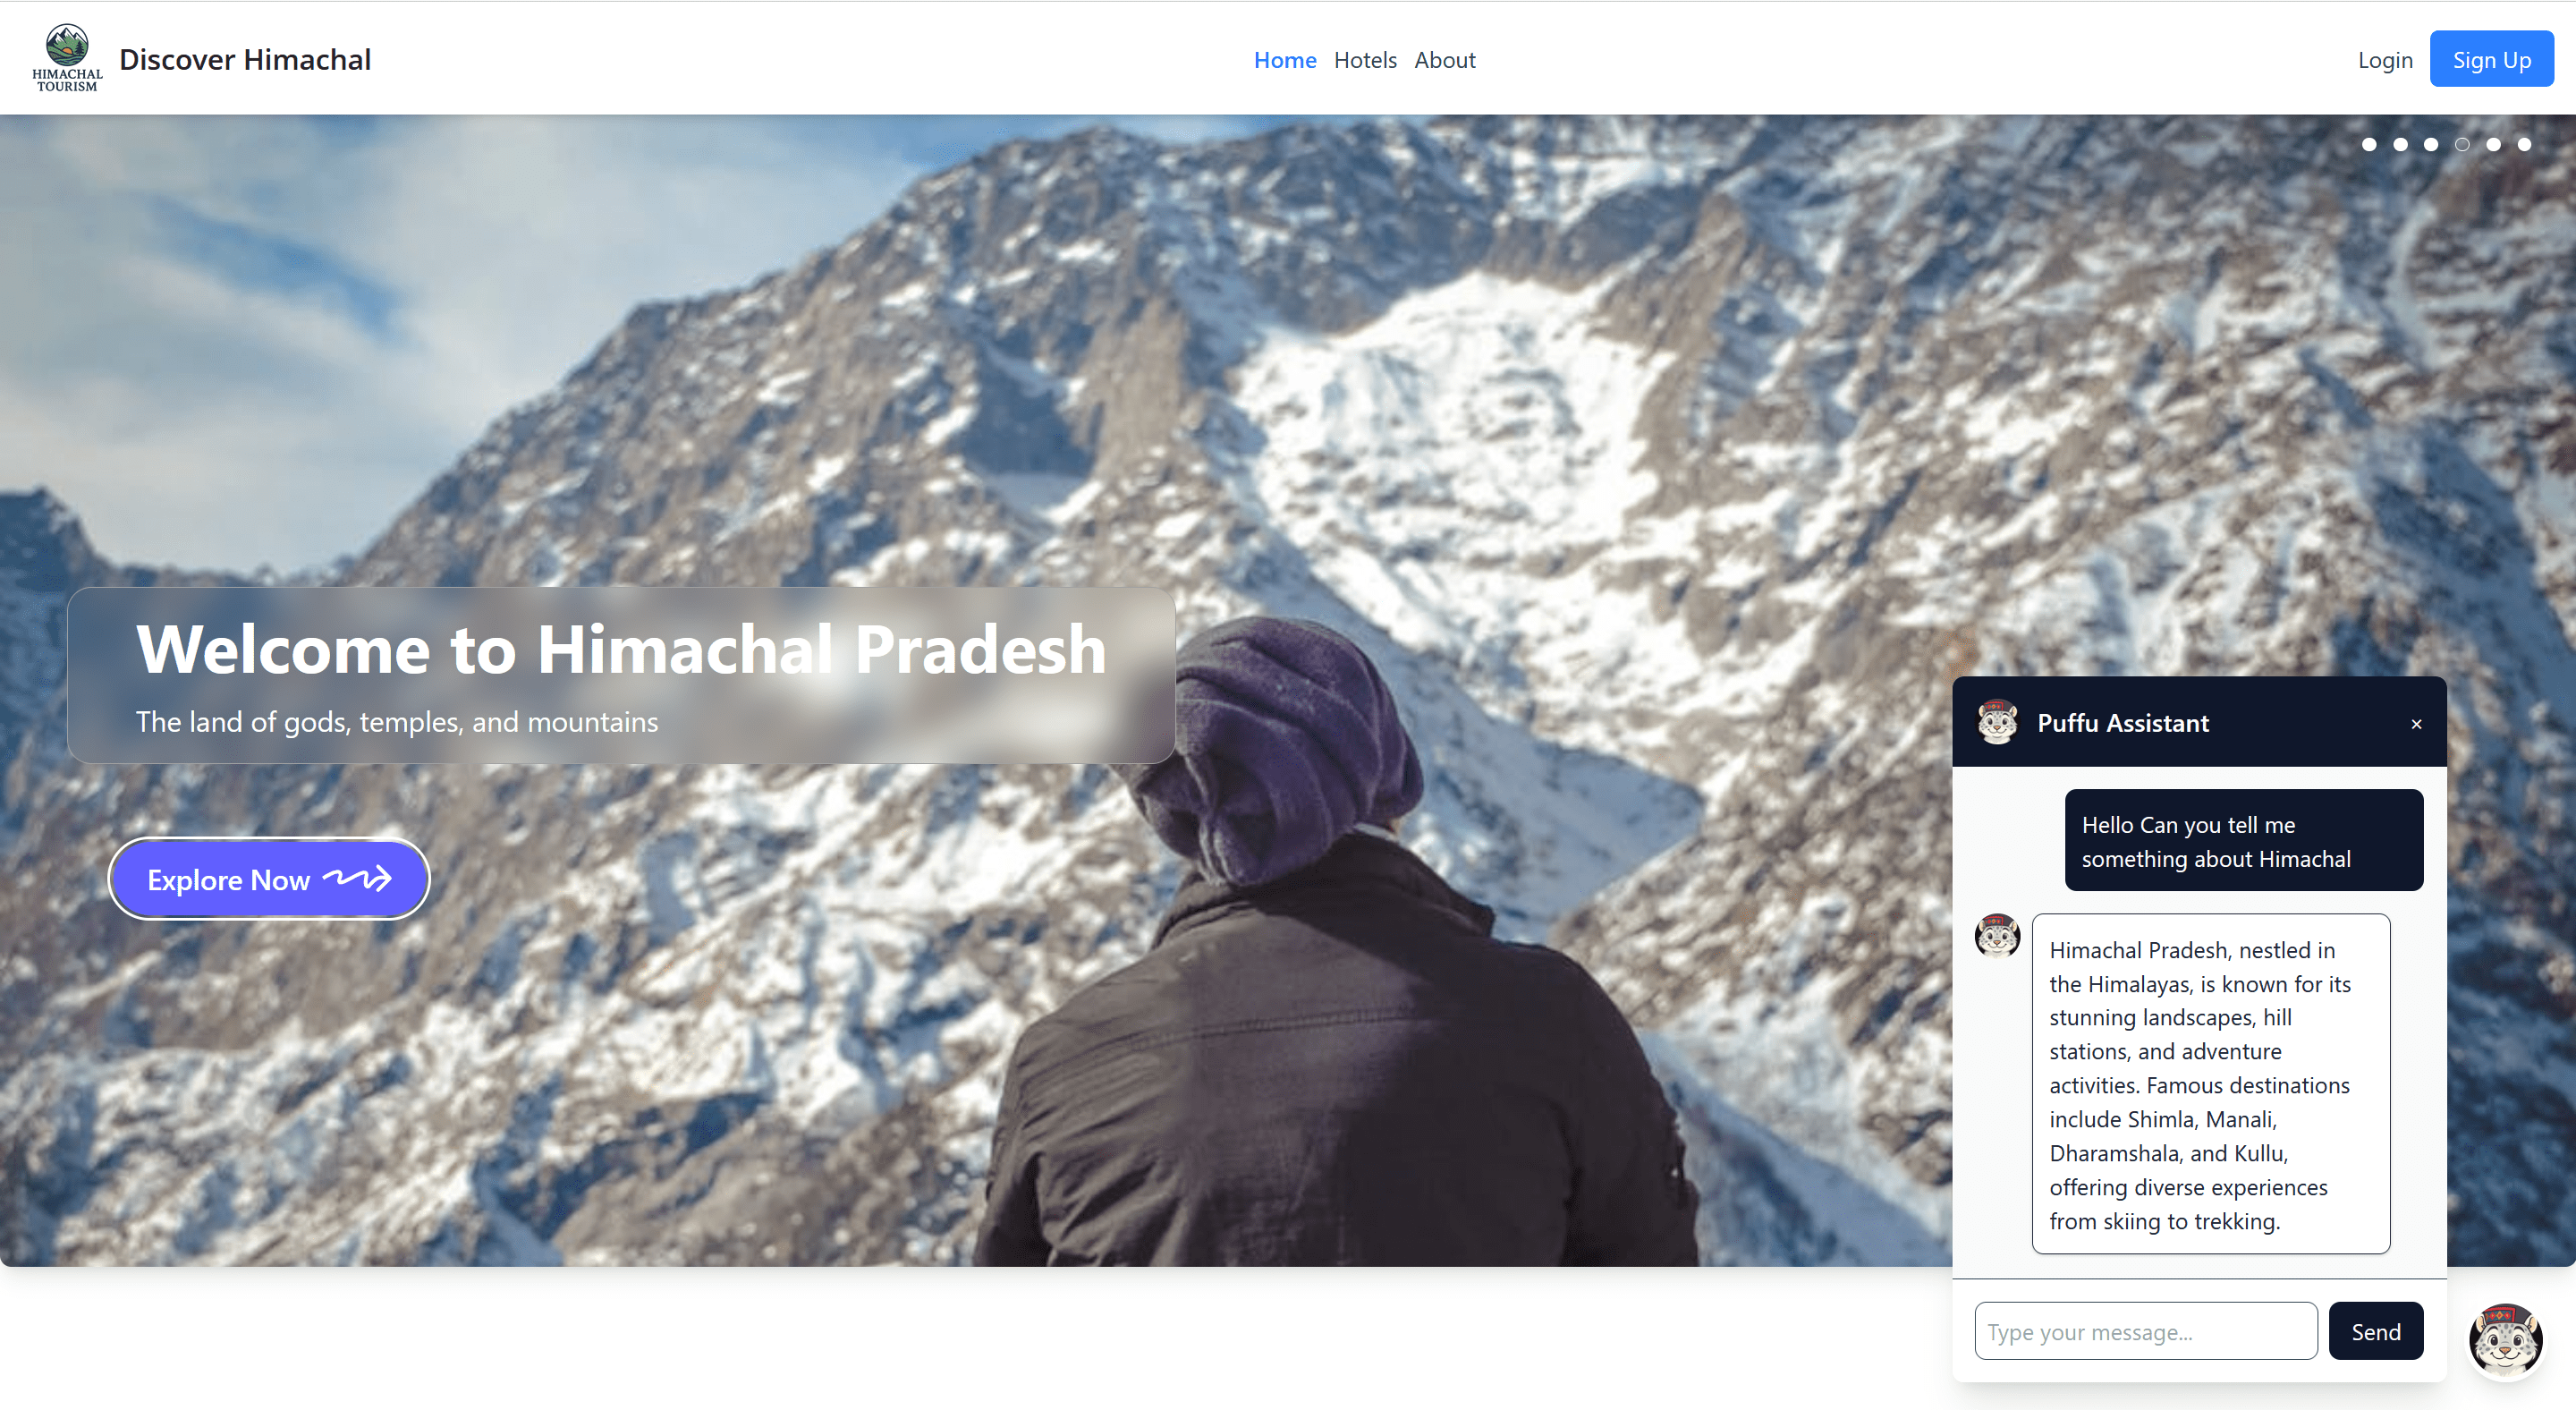 HIMACHAL
TOURISM
Discover Himachal
Home
Hotels
About
Login
Sign Up
Welcome to Himachal Pradesh
The land of gods, temples, and mountains
Explore Now
Puffu Assistant
×
Hello Can you tell me
something about Himachal
Himachal Pradesh, nestled in
the Himalayas, is known for its
stunning landscapes, hill
stations, and adventure
activities. Famous destinations
include Shimla, Manali,
Dharamshala, and Kullu,
offering diverse experiences
from skiing to trekking.
Type your message...
Send